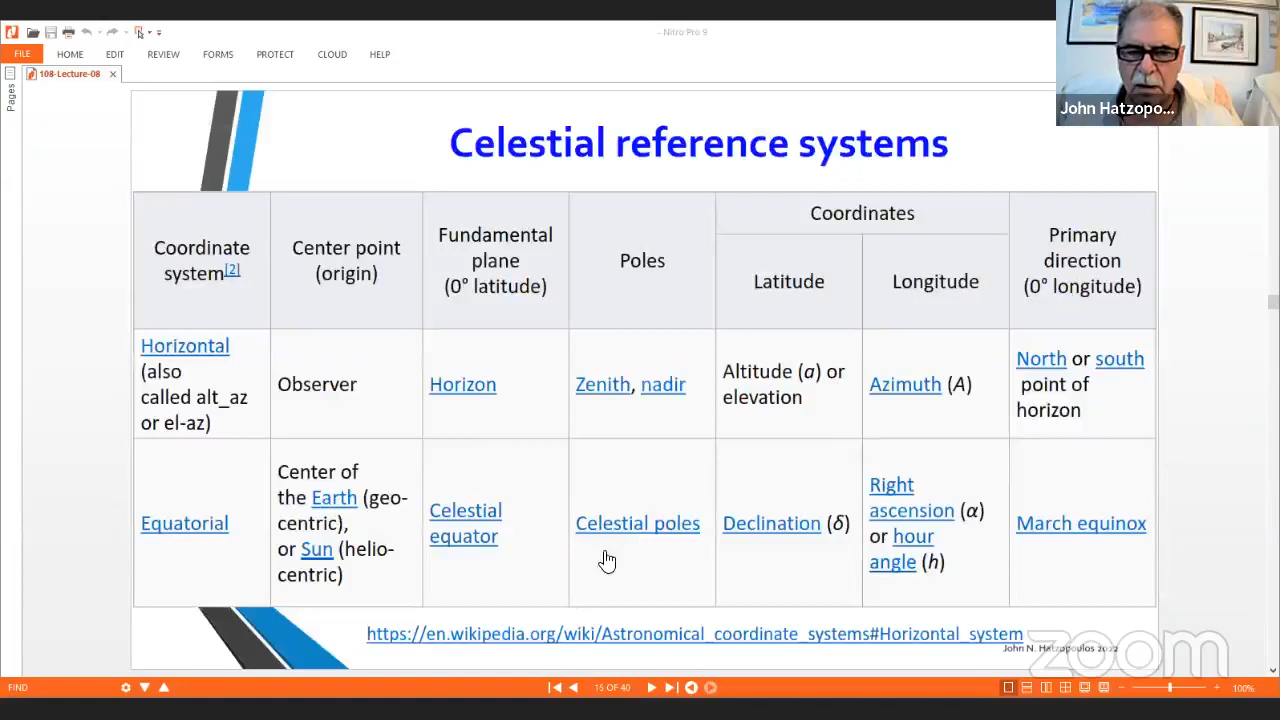 - Nitro Pro 9
FILE HOME EDIT REVIEW FORMS PROTECT CLOUD HELP
108-Lecture-08
Pages
John Hatzopo...
Celestial reference systems
Coordinate
system[2]
Center point
(origin)
Fundamental
plane
(0° latitude)
Poles
Coordinates
Latitude
Longitude
Primary
direction
(0° longitude)
Horizontal
(also
called alt_az
or el-az)
Observer
Horizon
Zenith, nadir
Altitude (a) or
elevation
Azimuth (A)
North or south
point of
horizon
Equatorial
Center of
the Earth (geo-
centric),
or Sun (helio-
centric)
Celestial
equator
Celestial poles
Declination (δ)
Right
ascension (α)
or hour
angle (h)
March equinox
https://en.wikipedia.org/wiki/Astronomical_coordinate_systems#Horizontal_system
John N. Hatzopoulos 2022
zoom
FIND
15 OF 40
100%